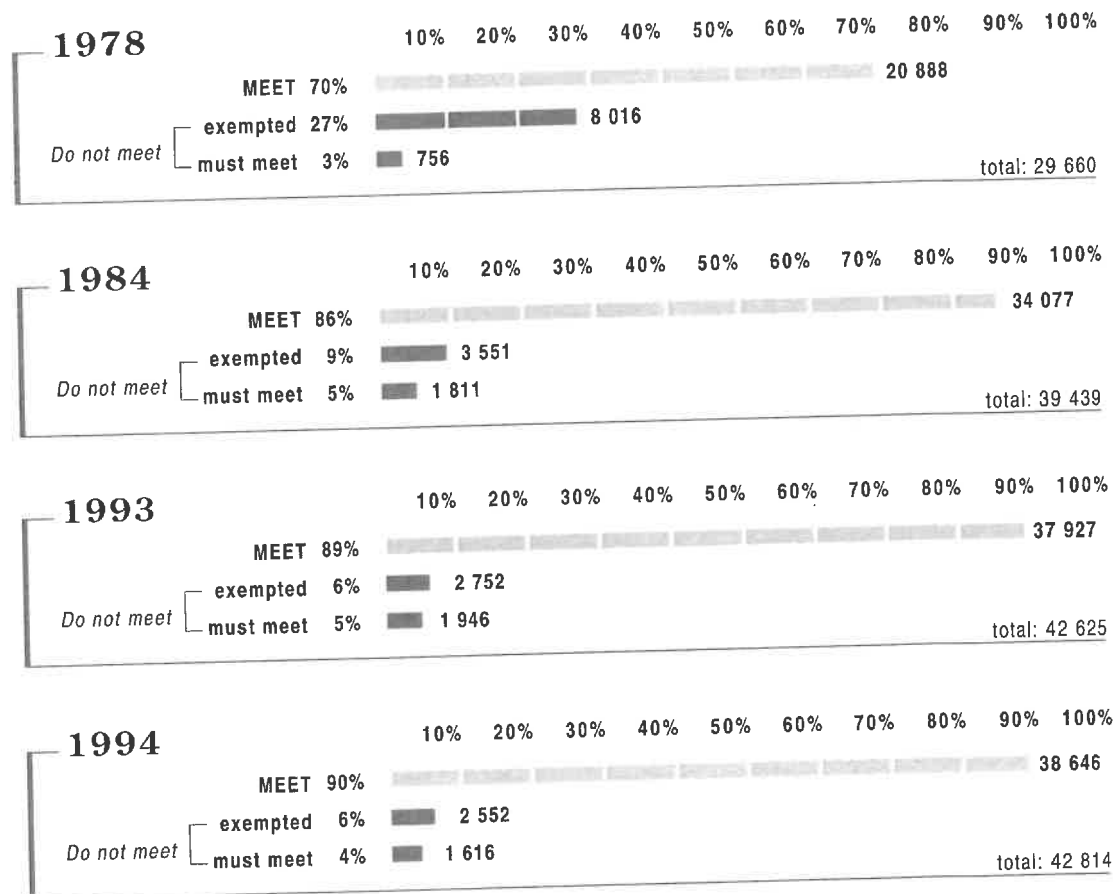 1978
10% 20% 30% 40% 50% 60% 70% 80% 90% 100%
MEET 70% 20 888
exempted 27% 8 016
Do not meet
must meet 3% 756
total: 29 660
1984
10% 20% 30% 40% 50% 60% 70% 80% 90% 100%
MEET 86% 34 077
exempted 9% 3 551
Do not meet
must meet 5% 1 811
total: 39 439
1993
10% 20% 30% 40% 50% 60% 70% 80% 90% 100%
MEET 89% 37 927
exempted 6% 2 752
Do not meet
must meet 5% 1 946
total: 42 625
1994
10% 20% 30% 40% 50% 60% 70% 80% 90% 100%
MEET 90% 38 646
exempted 6% 2 552
Do not meet
must meet 4% 1 616
total: 42 814